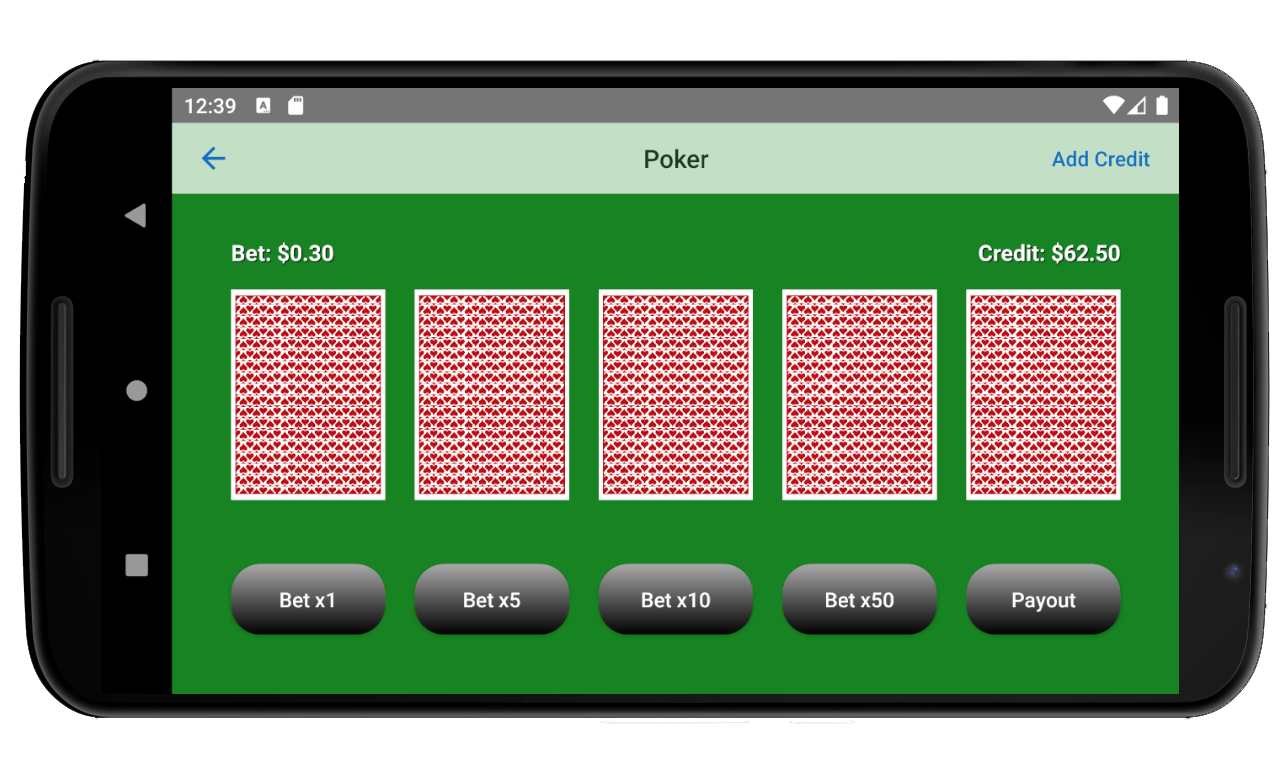 12:39
Poker
Add Credit
Bet: $0.30
Credit: $62.50
Bet x1
Bet x5
Bet x10
Bet x50
Payout